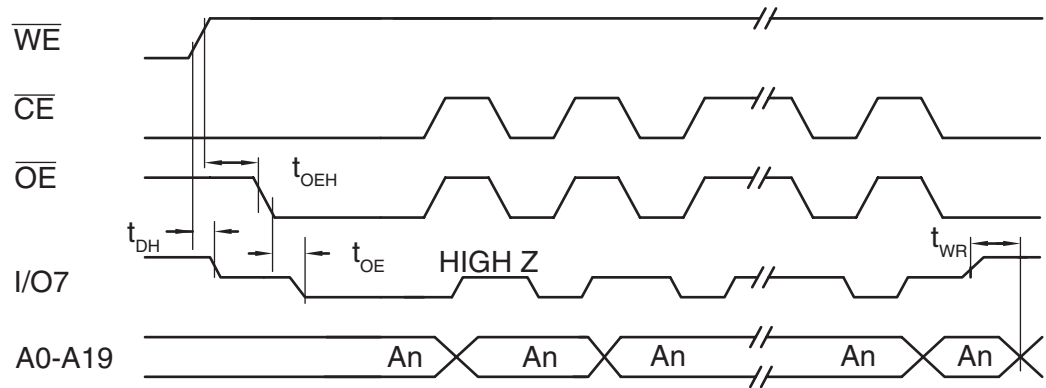 WE
CE
OE
tOEH
tDH
tOE
HIGH Z
tWR
I/O7
A0-A19
An An An An An